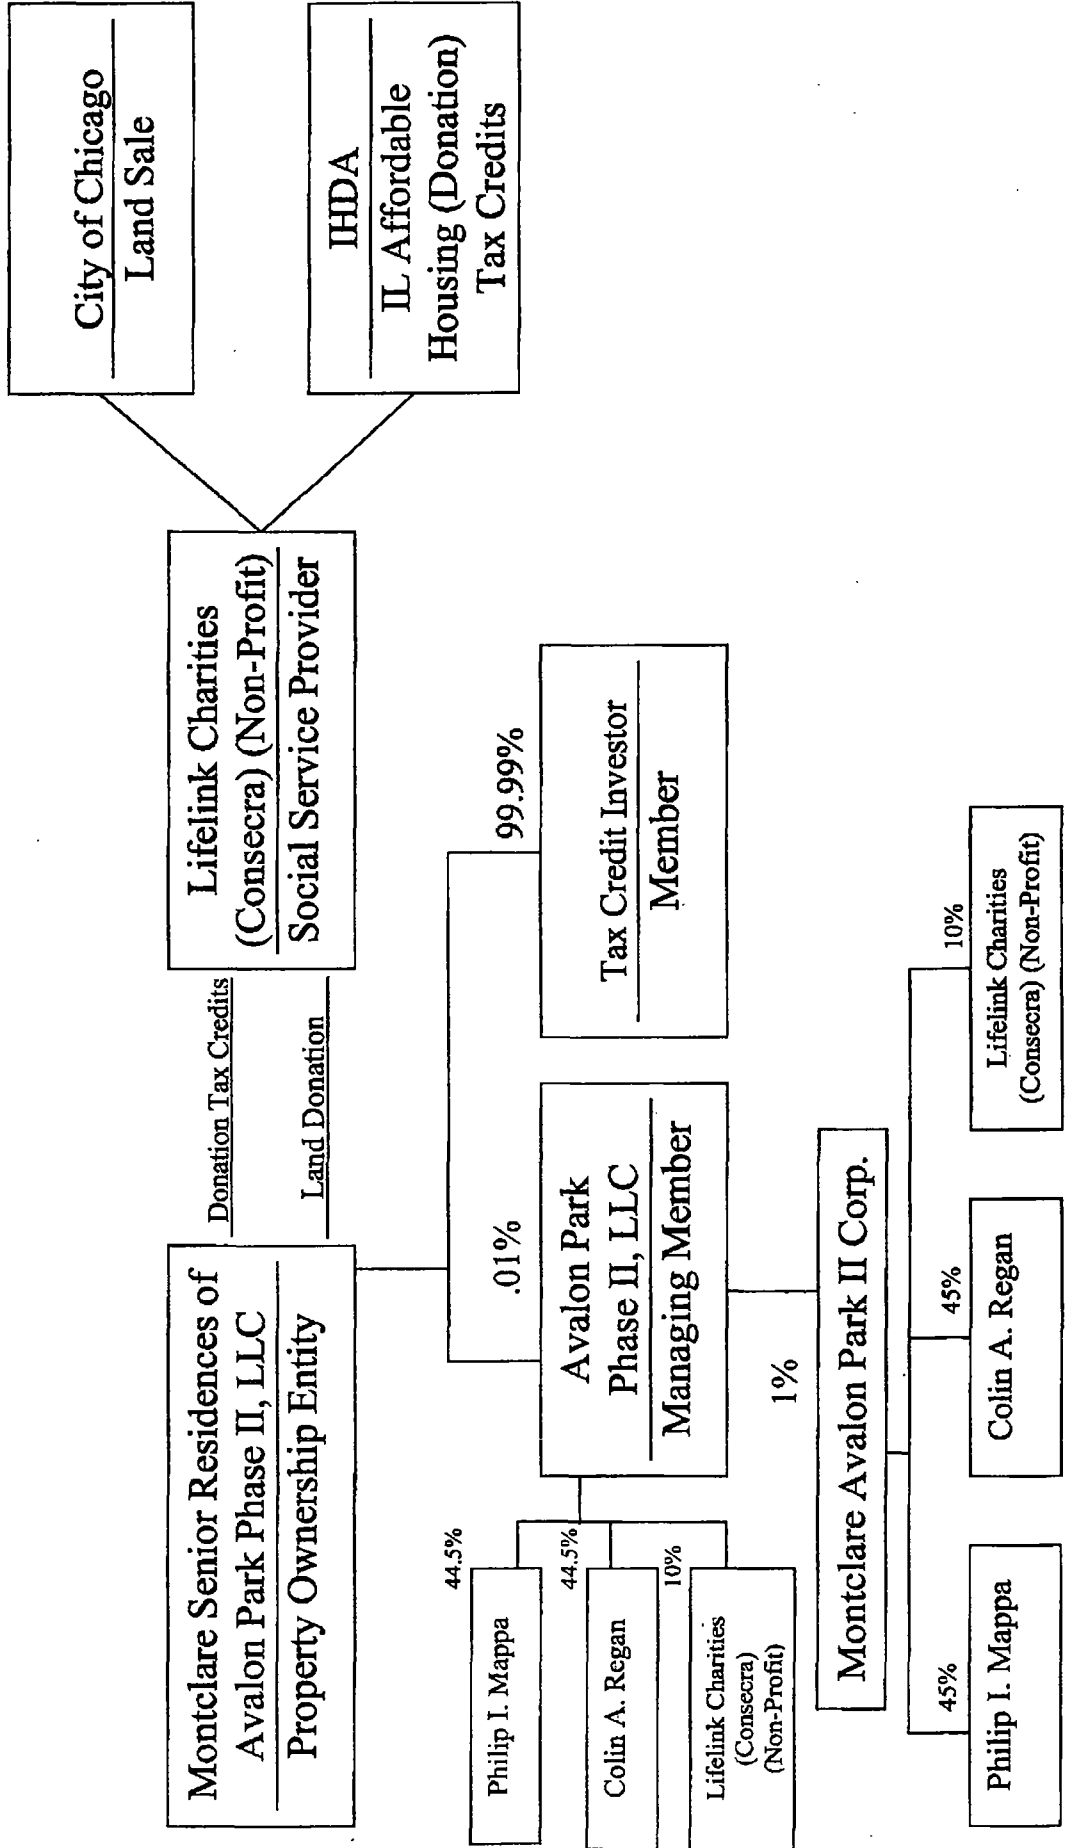 Montclare Senior Residences of
Avalon Park Phase II, LLC
Property Ownership Entity
Donation Tax Credits
Land Donation
Lifelink Charities
(Consecra) (Non-Profit)
Social Service Provider
City of Chicago
Land Sale
IHDA
IL Affordable
Housing (Donation)
Tax Credits
.01%
99.99%
44.5%
Philip I. Mappa
44.5%
Colin A. Regan
10%
Lifelink Charities
(Consecra)
(Non-Profit)
Avalon Park
Phase II, LLC
Managing Member
Tax Credit Investor
Member
1%
Montclare Avalon Park II Corp.
45%
45%
10%
Philip I. Mappa
Colin A. Regan
Lifelink Charities
(Consecra) (Non-Profit)